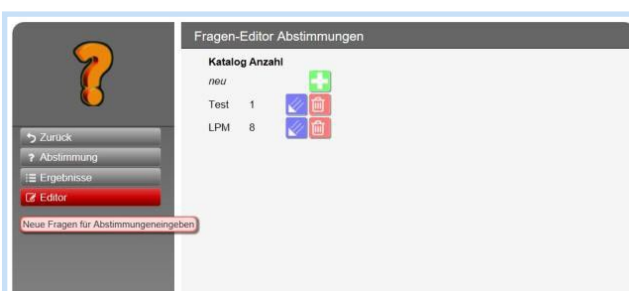 Fragen-Editor Abstimmungen
Katalog Anzahl
neu
Test 1
LPM 8
Zurück
? Abstimmung
Ergebnisse
Editor
Neue Fragen für Abstimmungeneingeben